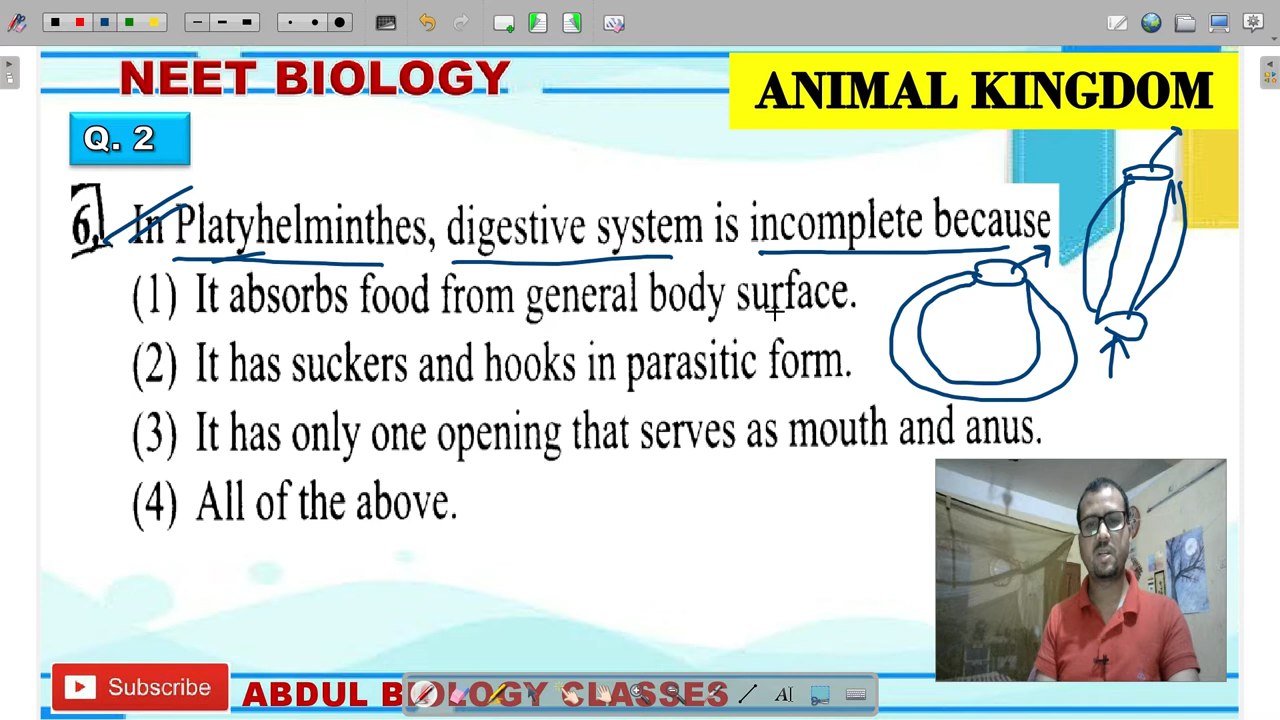 NEET BIOLOGY
ANIMAL KINGDOM
Q. 2
6. In Platyhelminthes, digestive system is incomplete because
(1) It absorbs food from general body surface.
(2) It has suckers and hooks in parasitic form.
(3) It has only one opening that serves as mouth and anus.
(4) All of the above.
Subscribe
ABDUL BIOLOGY CLASSES
AI